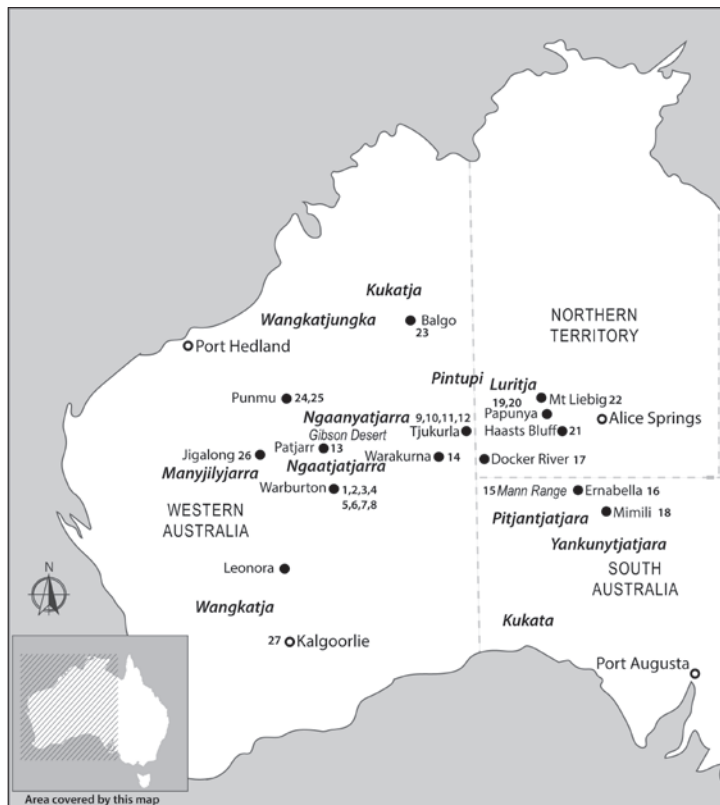 Kukatja
Wangkatjungka
Balgo
23
NORTHERN
TERRITORY
Port Hedland
Pintupi
Luritja
19,20
Mt Liebig 22
Punmu
24,25
Ngaanyatjarra
9,10,11,12
Papunya
Alice Springs
Gibson Desert
Tjukurla
Haasts Bluff
21
Jigalong 26
Patjarr
13
Manyjilyjarra
Ngaatjatjarra
Warakurna
14
Docker River 17
Warburton
1,2,3,4
5,6,7,8
15 Mann Range
Ernabella 16
WESTERN
AUSTRALIA
Pitjantjatjara
Mimili 18
Yankunytjatjara
Leonora
SOUTH
AUSTRALIA
N
Wangkatja
Kukata
27
Kalgoorlie
Port Augusta
Area covered by this map